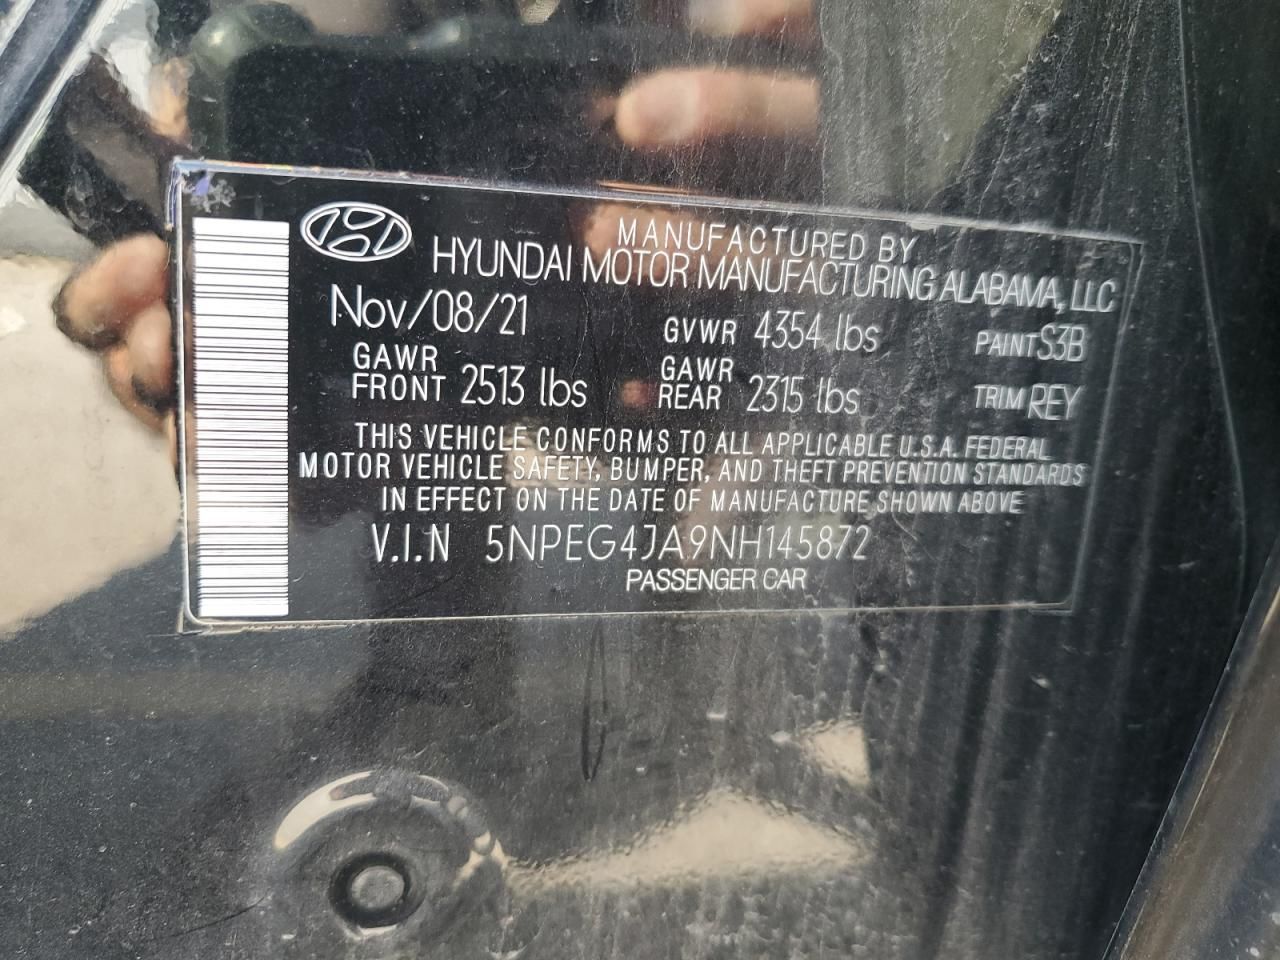 MANUFACTURED BY
HYUNDAI MOTOR MANUFACTURING ALABAMA, LLC
Nov/08/21 GVWR 4354 lbs PAINT S3B
GAWR FRONT 2513 lbs GAWR REAR 2315 lbs TRIM REY
THIS VEHICLE CONFORMS TO ALL APPLICABLE U.S.A. FEDERAL
MOTOR VEHICLE SAFETY, BUMPER, AND THEFT PREVENTION STANDARDS
IN EFFECT ON THE DATE OF MANUFACTURE SHOWN ABOVE
V.I.N 5NPEG4JA9NH145872
PASSENGER CAR